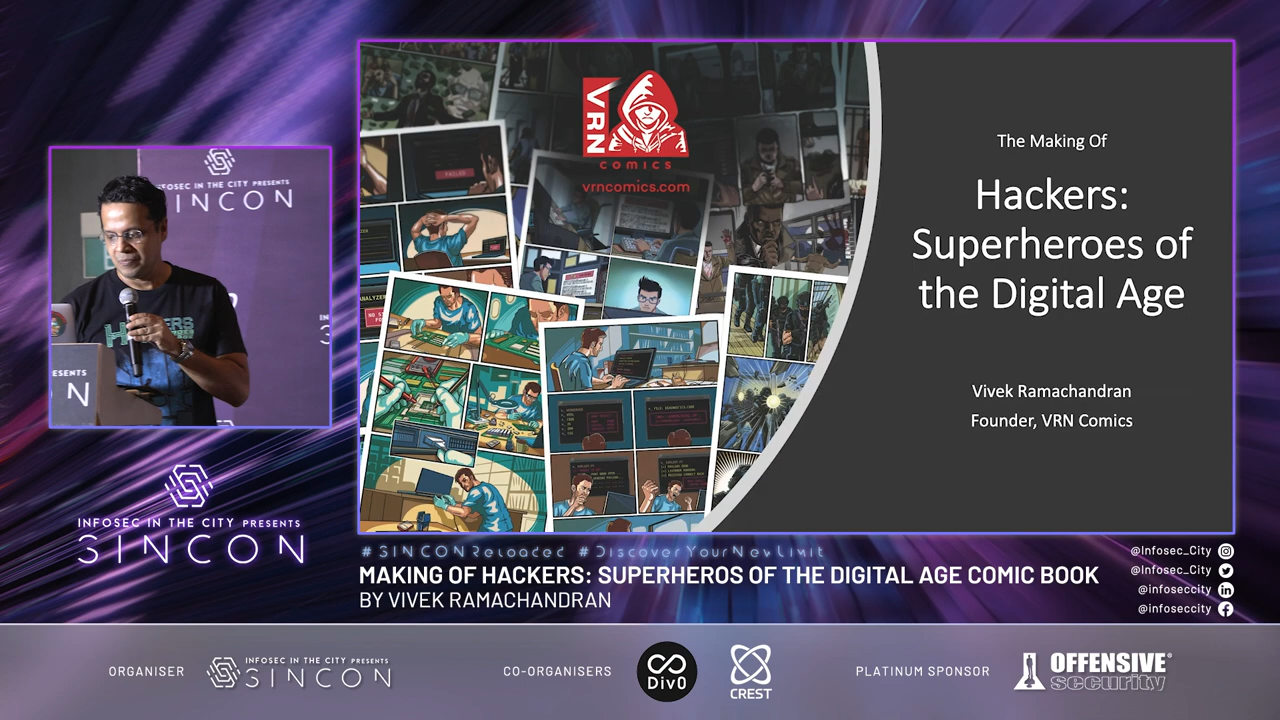 INFOSEC IN THE CITY PRESENTS
SINCON
ESENTS
N
VRN
COMICS
vrncomics.com
FAILED
The Making Of
Hackers:
Superheroes of
the Digital Age
Vivek Ramachandran
Founder, VRN Comics
INFOSEC IN THE CITY PRESENTS
SINCON
#SINCONReloaded #DiscoverYourNewLimit
MAKING OF HACKERS: SUPERHEROS OF THE DIGITAL AGE COMIC BOOK
BY VIVEK RAMACHANDRAN
@Infosec_City
@Infosec_City
@infoseccity
@infoseccity
ORGANISER
INFOSEC IN THE CITY PRESENTS
SINCON
CO-ORGANISERS
Div0
CREST
PLATINUM SPONSOR
OFFENSIVE®
security